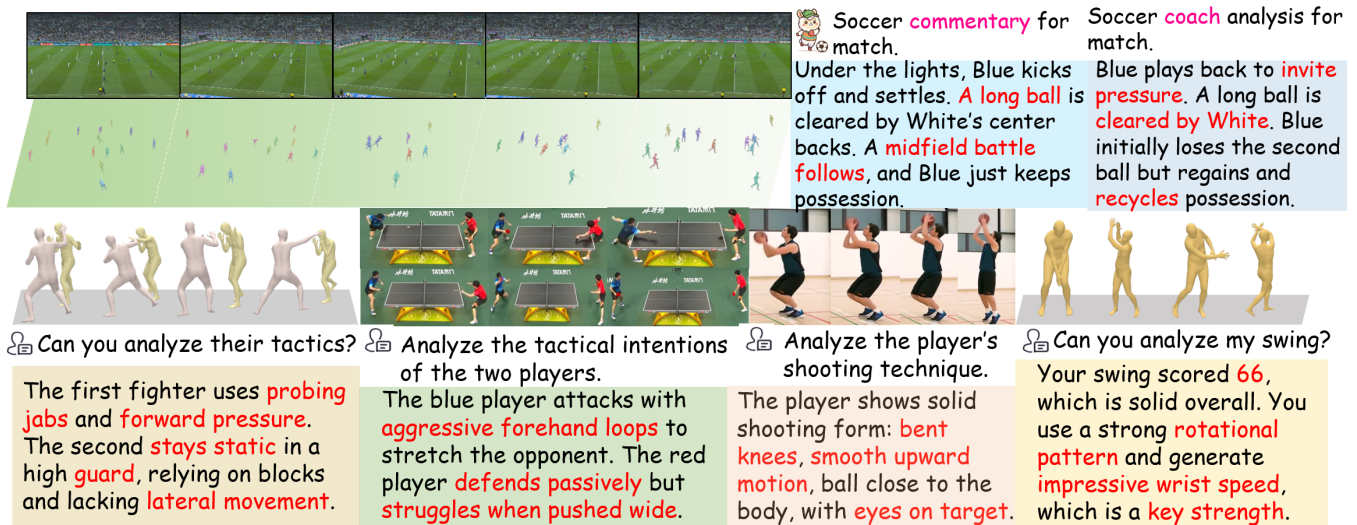 Soccer commentary for
match.
Under the lights, Blue kicks
off and settles. A long ball is
cleared by White's center
backs. A midfield battle
follows, and Blue just keeps
possession.
Soccer coach analysis for
match.
Blue plays back to invite
pressure. A long ball is
cleared by White. Blue
initially loses the second
ball but regains and
recycles possession.
Can you analyze their tactics?
The first fighter uses probing
jabs and forward pressure.
The second stays static in a
high guard, relying on blocks
and lacking lateral movement.
Analyze the tactical intentions
of the two players.
The blue player attacks with
aggressive forehand loops to
stretch the opponent. The red
player defends passively but
struggles when pushed wide.
Analyze the player's
shooting technique.
The player shows solid
shooting form: bent
knees, smooth upward
motion, ball close to the
body, with eyes on target.
Can you analyze my swing?
Your swing scored 66,
which is solid overall. You
use a strong rotational
pattern and generate
impressive wrist speed,
which is a key strength.